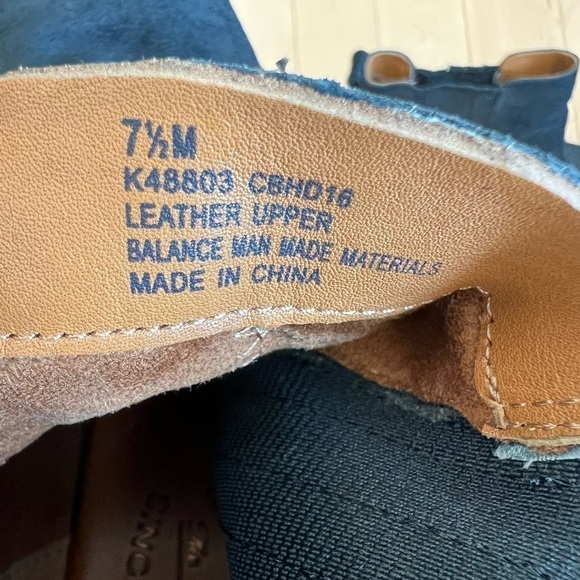 7½M
K48803 CBHD16
LEATHER UPPER
BALANCE MAN MADE MATERIALS
MADE IN CHINA